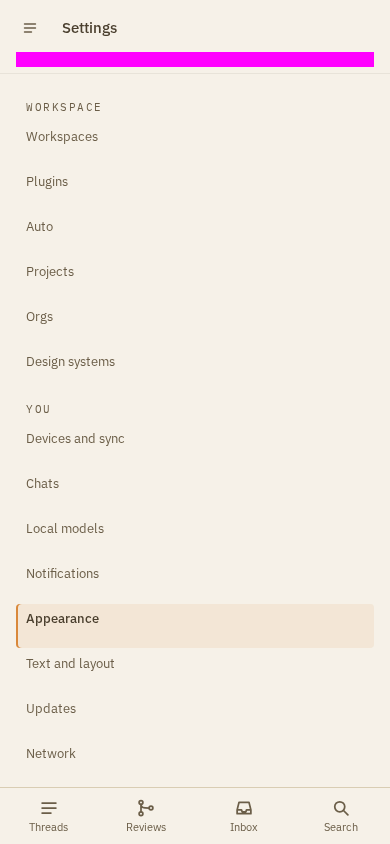 Settings
WORKSPACE
Workspaces
Plugins
Auto
Projects
Orgs
Design systems
YOU
Devices and sync
Chats
Local models
Notifications
Appearance
Text and layout
Updates
Network
Threads
Reviews
Inbox
Search